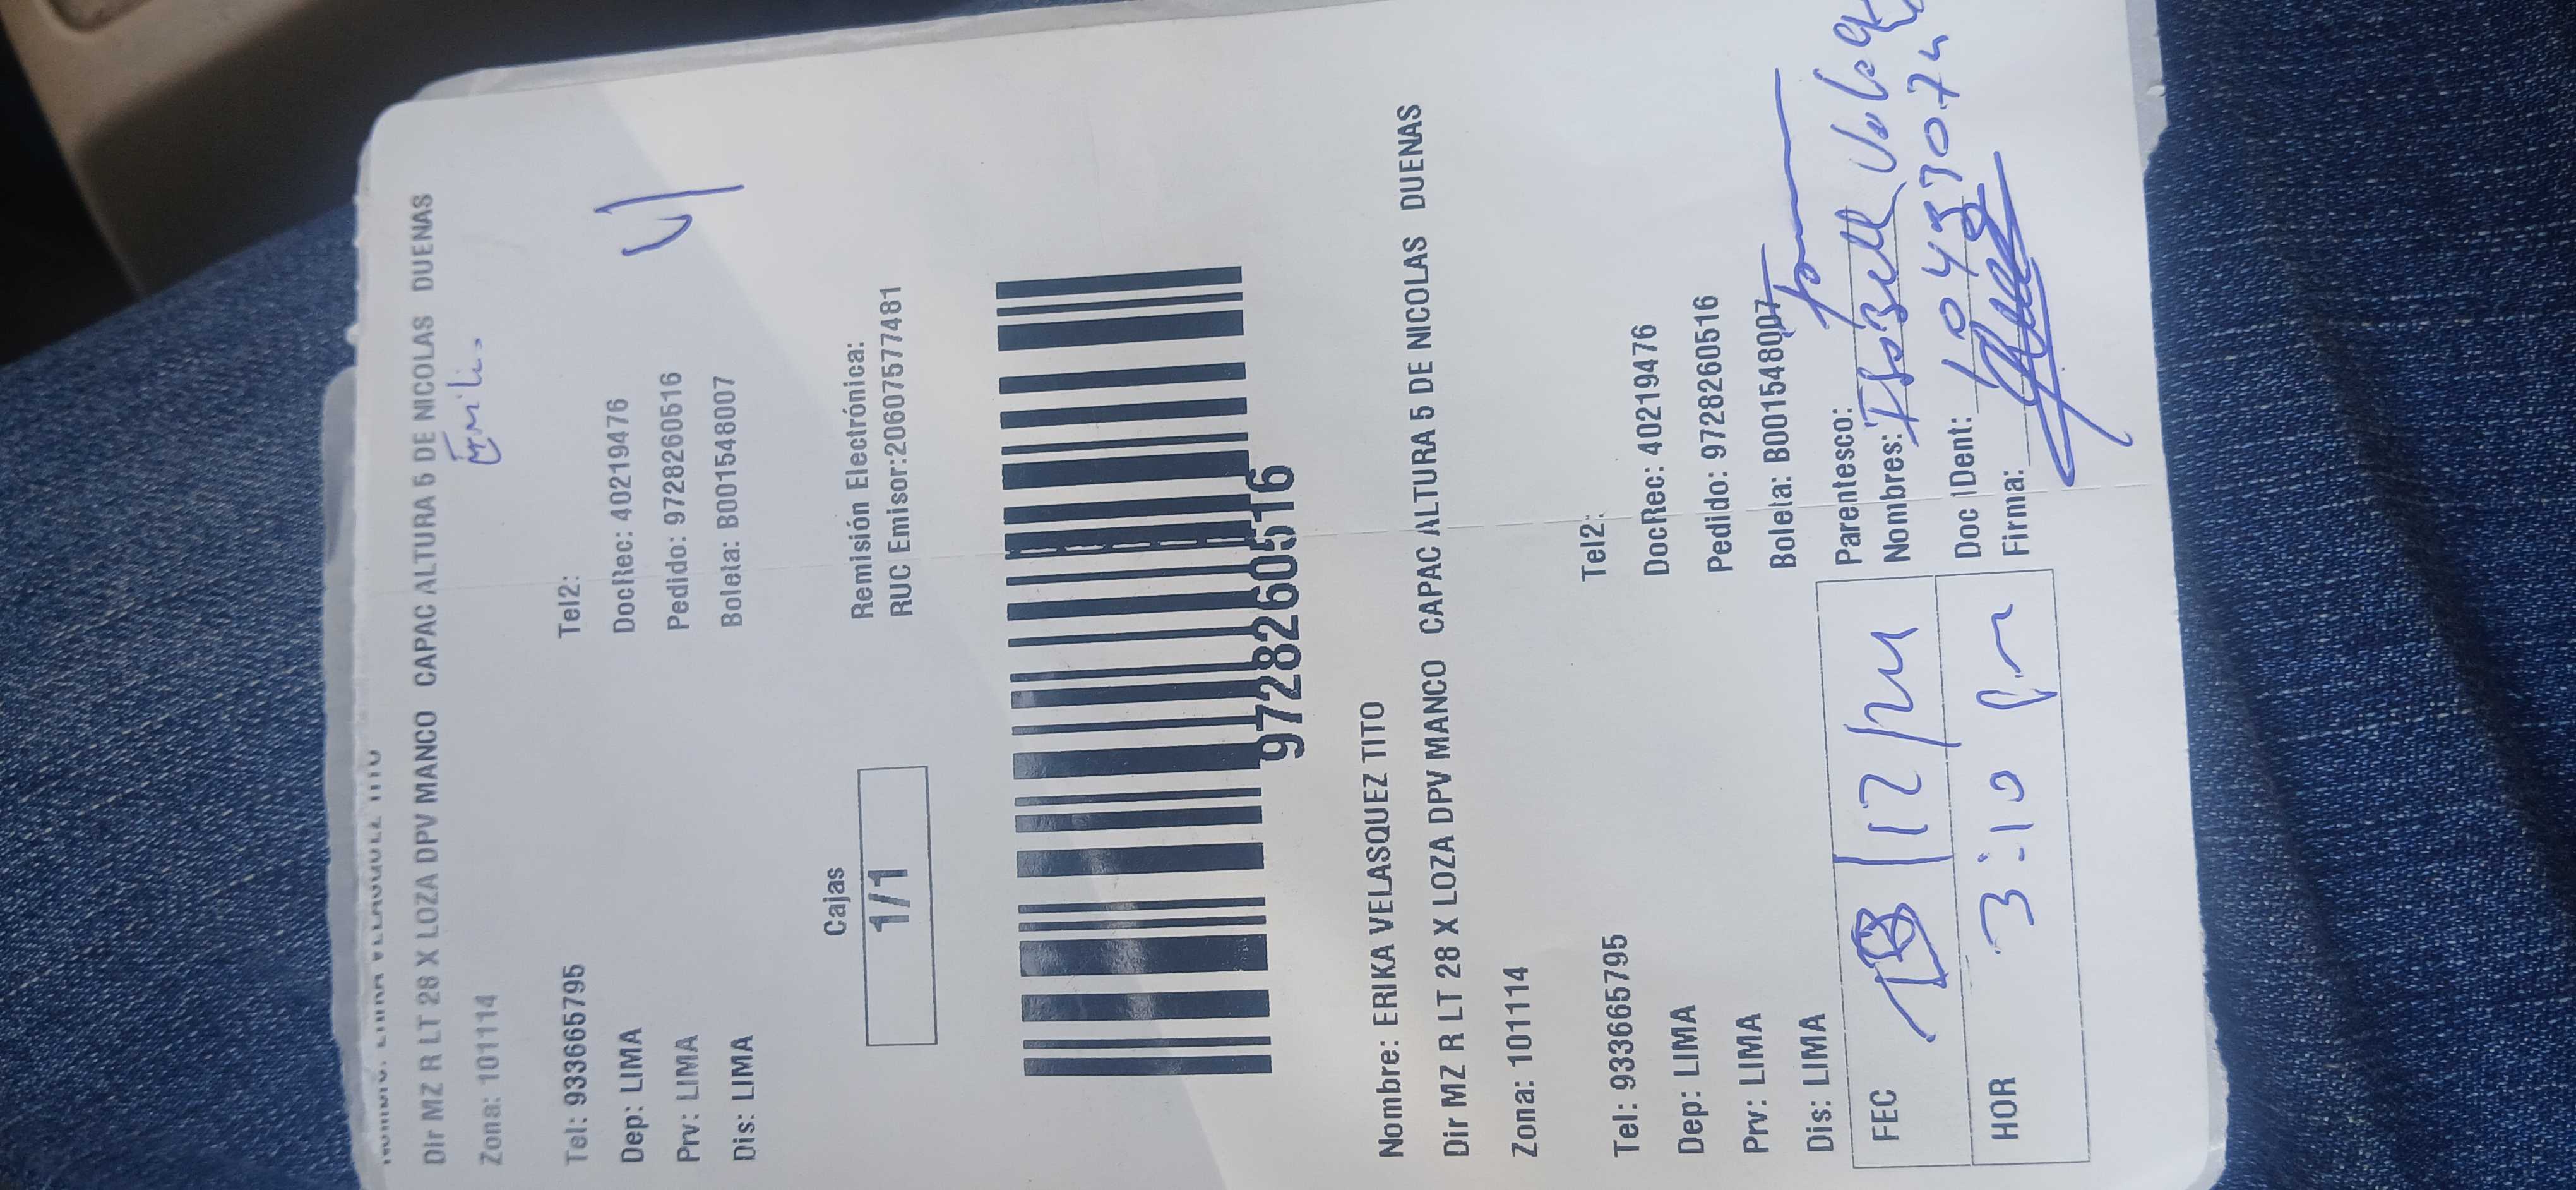 Dir MZ R LT 28 X LOZA DPV MANCO CAPAC ALTURA 5 DE NICOLAS DUENAS
Zona: 101114
Tel: 933665795 Tel2:
Dep: LIMA DocRec: 40219476
Prv: LIMA Pedido: 9728260516
Dis: LIMA Boleta: B001548007
Cajas Remisión Electrónica:
1/1 RUC Emisor:20607577481
9728260516
Nombre: ERIKA VELASQUEZ TITO
Dir MZ R LT 28 X LOZA DPV MANCO CAPAC ALTURA 5 DE NICOLAS DUENAS
Zona: 101114
Tel: 933665795 Tel2:
Dep: LIMA DocRec: 40219476
Prv: LIMA Pedido: 9728260516
Dis: LIMA Boleta: B001548007
FEC Parentesco:
Nombres:
HOR 3:10 Pm Doc IDent:
Firma: